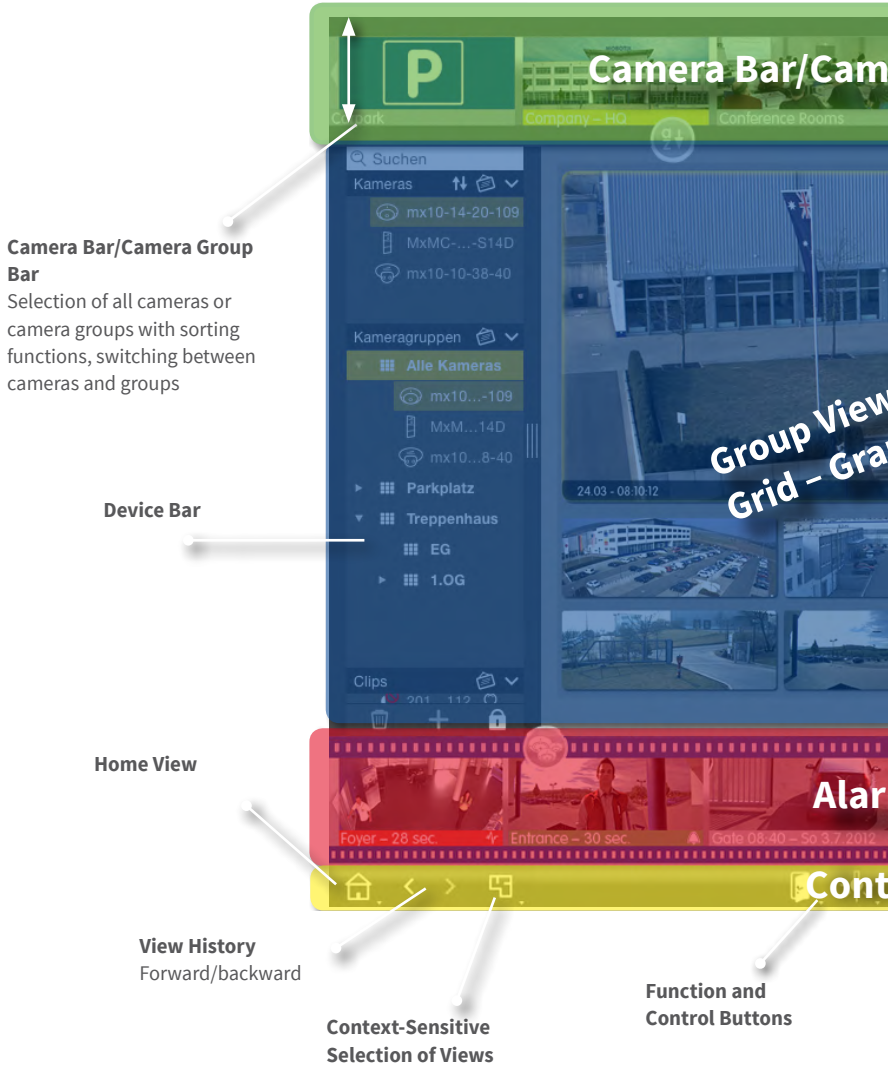 P
Camera Bar/Cam
Carpark
Company – HQ
Conference Rooms
Suchen
Kameras
mx10-14-20-109
MxMC-...-S14D
mx10-10-38-40
Camera Bar/Camera Group
Bar
Selection of all cameras or
camera groups with sorting
functions, switching between
cameras and groups
Kameragruppen
Alle Kameras
mx10...-109
MxM...14D
mx10...8-40
Parkplatz
Treppenhaus
EG
1.OG
Group View
Grid – Gra
24.03 - 08:10:12
Device Bar
Clips
201 112
Home View
Alar
Foyer – 28 sec.
Entrance – 30 sec.
Gate 08:40 – So 3.7.2012
Cont
View History
Forward/backward
Context-Sensitive
Selection of Views
Function and
Control Buttons